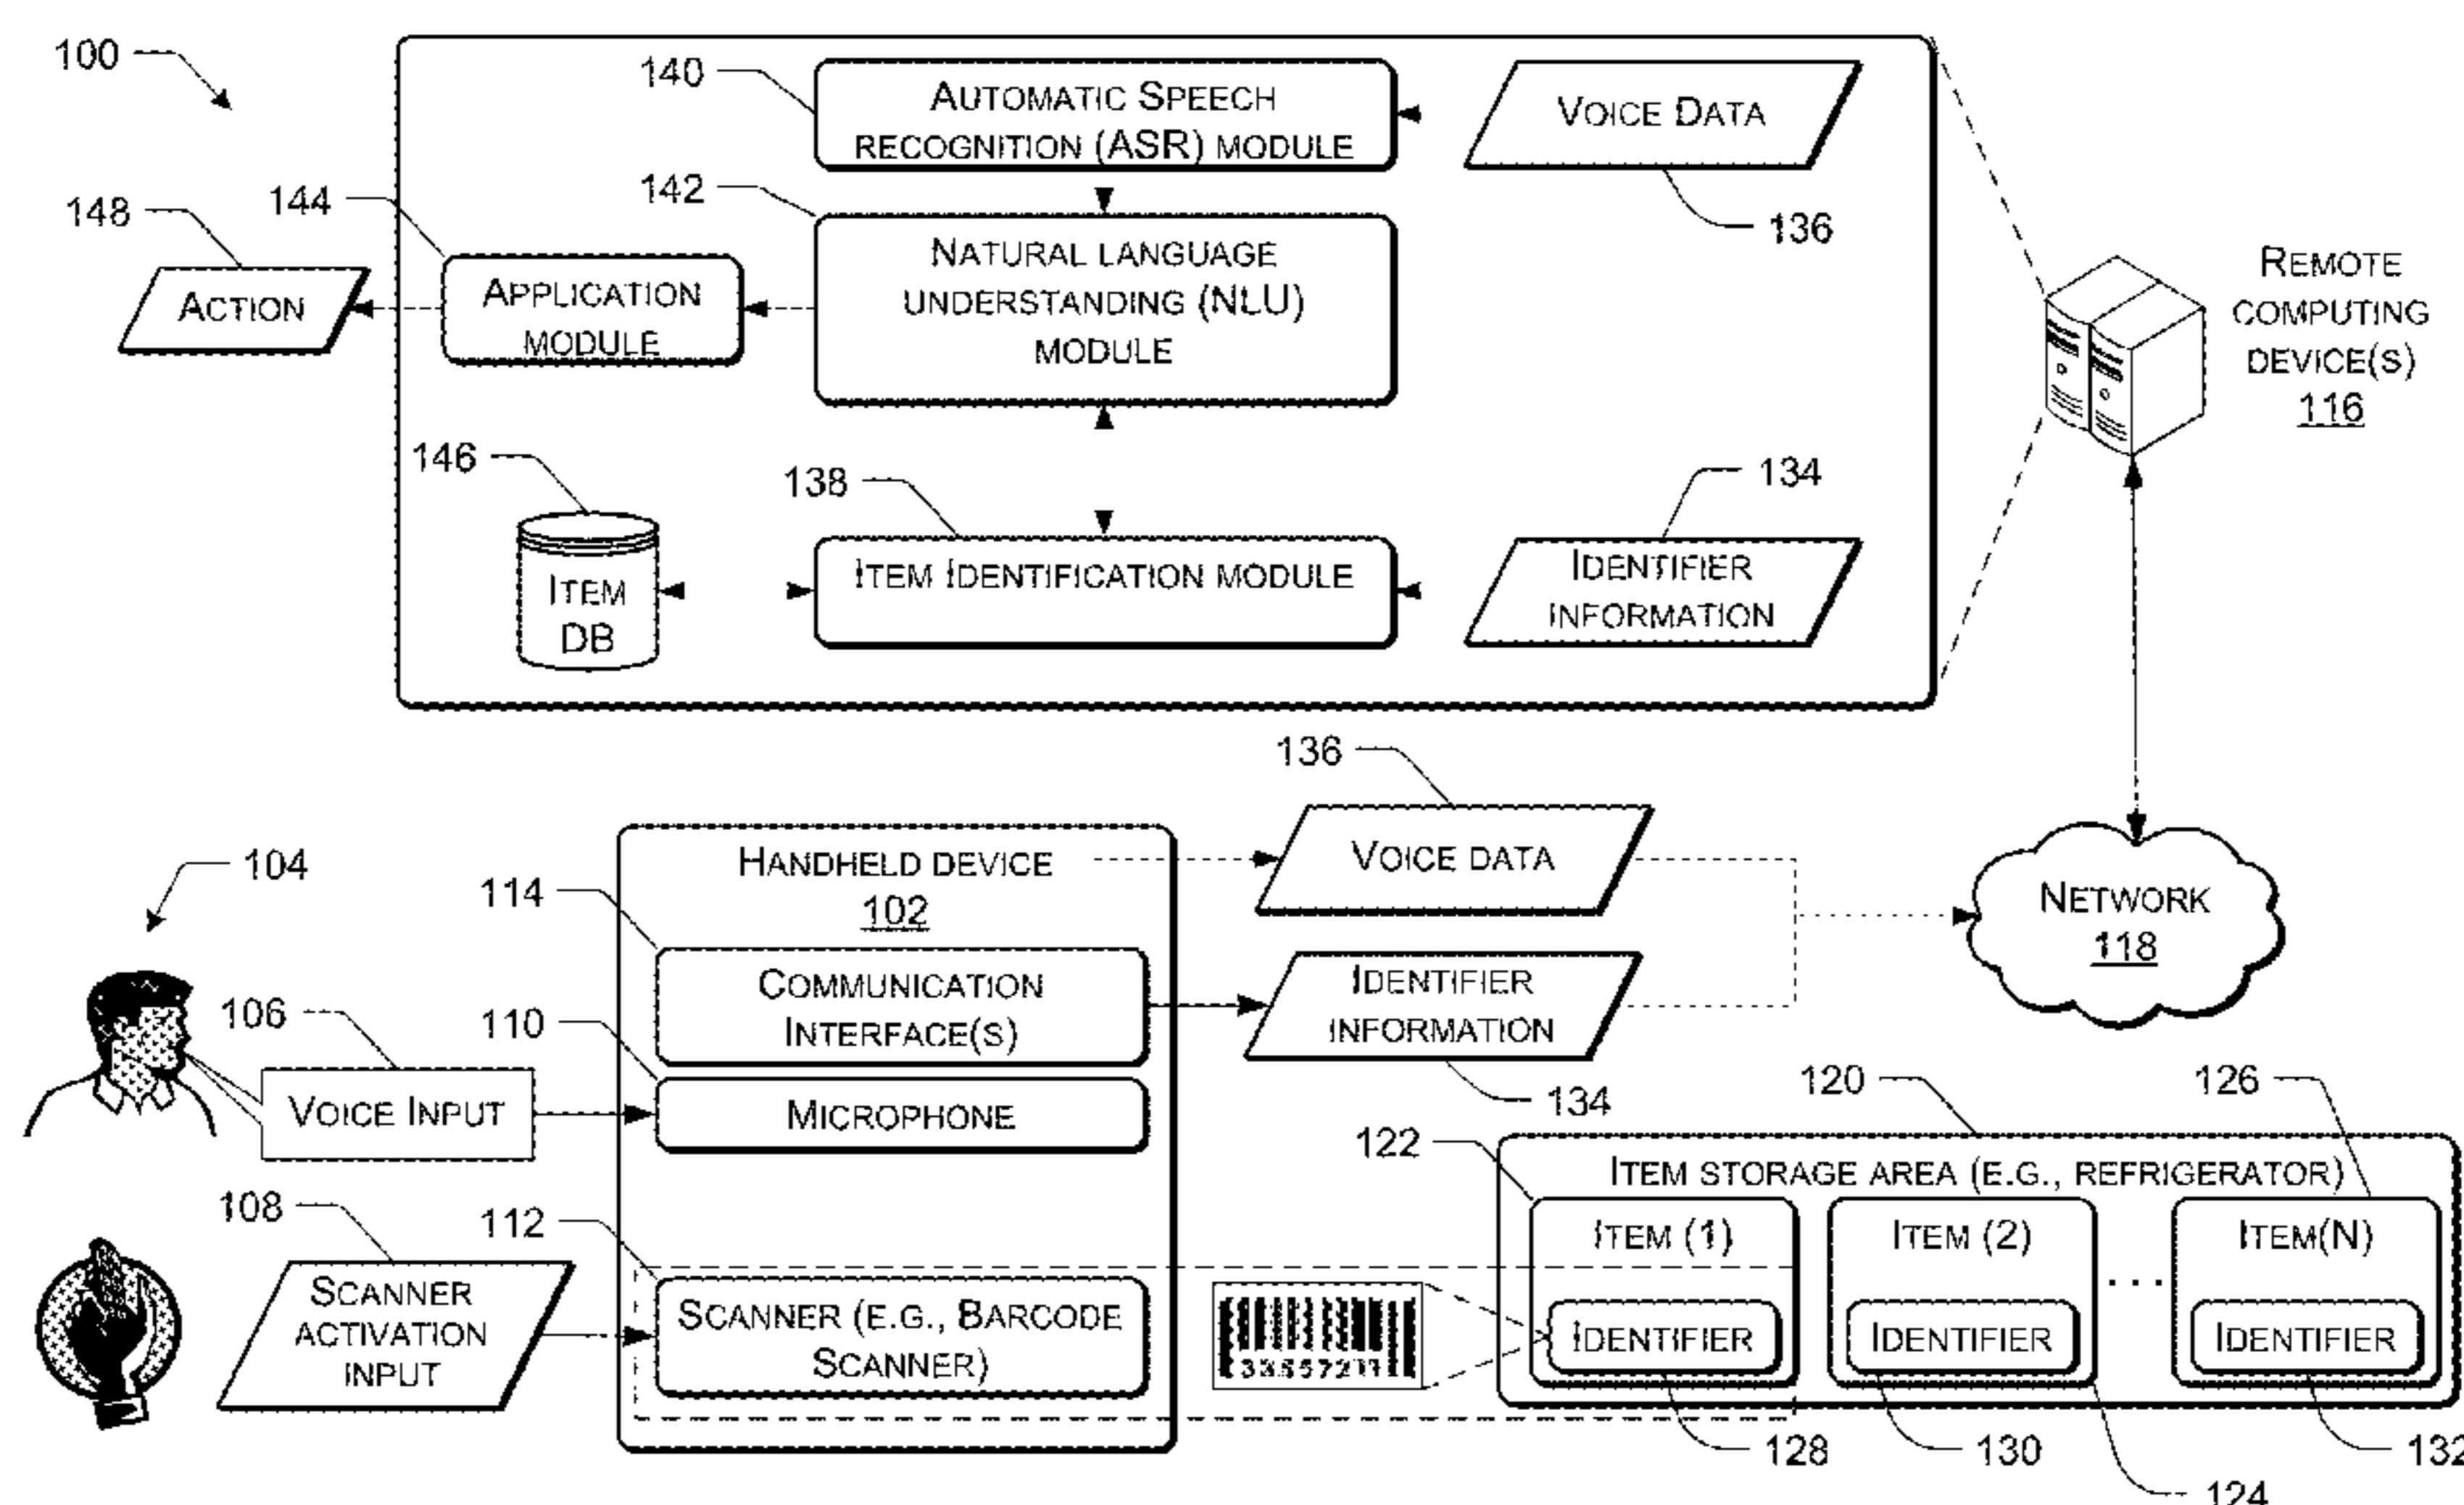 100
140
AUTOMATIC SPEECH
RECOGNITION (ASR) MODULE
VOICE DATA
136
142
NATURAL LANGUAGE
UNDERSTANDING (NLU)
MODULE
144
APPLICATION
MODULE
148
ACTION
146
ITEM
DB
138
ITEM IDENTIFICATION MODULE
134
IDENTIFIER
INFORMATION
REMOTE
COMPUTING
DEVICE(S)
116
136
VOICE DATA
104
HANDHELD DEVICE
102
114
COMMUNICATION
INTERFACE(S)
IDENTIFIER
INFORMATION
134
NETWORK
118
106
VOICE INPUT
110
MICROPHONE
108
SCANNER
ACTIVATION
INPUT
112
SCANNER (E.G., BARCODE
SCANNER)
120
126
122
ITEM STORAGE AREA (E.G., REFRIGERATOR)
ITEM (1)
ITEM (2)
. . .
ITEM(N)
IDENTIFIER
IDENTIFIER
IDENTIFIER
128
130
132
124